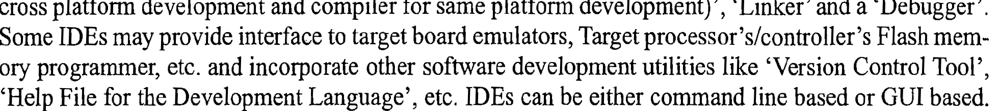 cross platform development and compiler for same platform development)’, ‘Linker’ and a ‘Debugger’.
Some IDEs may provide interface to target board emulators, Target processor’s/controller’s Flash mem-
ory programmer, etc. and incorporate other software development utilities like ‘Version Control Tool’,
‘Help File for the Development Language’, etc. IDEs can be either command line based or GUI based.